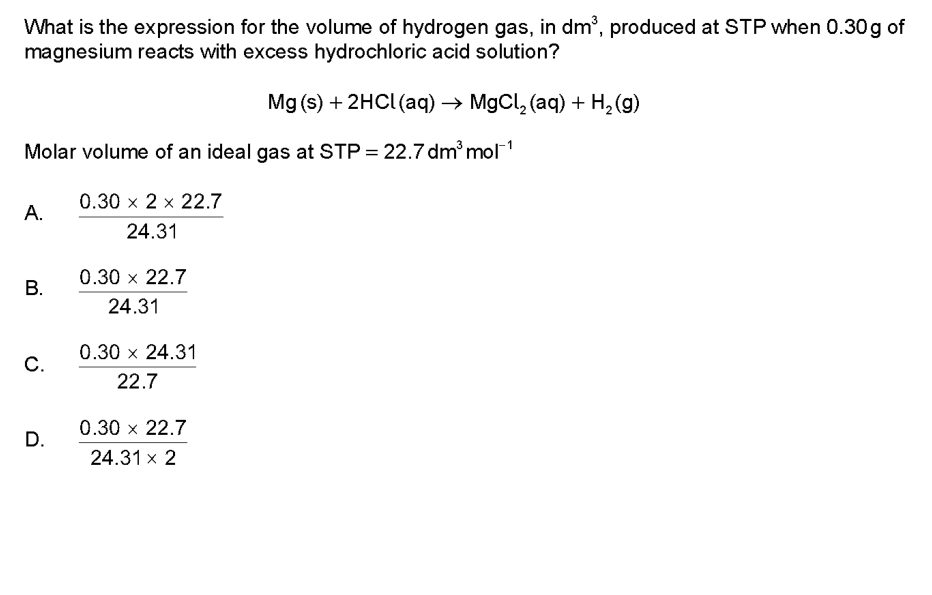 What is the expression for the volume of hydrogen gas, in dm³, produced at STP when 0.30 g of
magnesium reacts with excess hydrochloric acid solution?
Mg (s) + 2HCl (aq) → MgCl₂ (aq) + H₂ (g)
Molar volume of an ideal gas at STP = 22.7 dm³ mol⁻¹
A. 0.30 × 2 × 22.7
24.31
B. 0.30 × 22.7
24.31
C. 0.30 × 24.31
22.7
D. 0.30 × 22.7
24.31 × 2